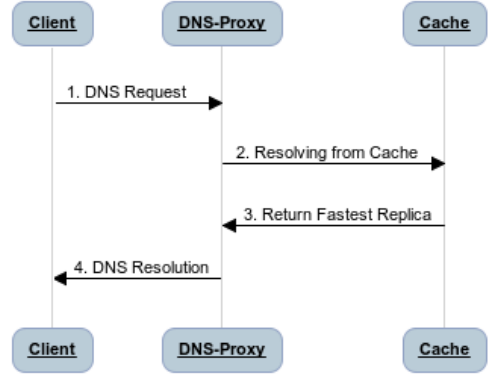 Client
DNS-Proxy
Cache
1. DNS Request
2. Resolving from Cache
3. Return Fastest Replica
4. DNS Resolution
Client
DNS-Proxy
Cache